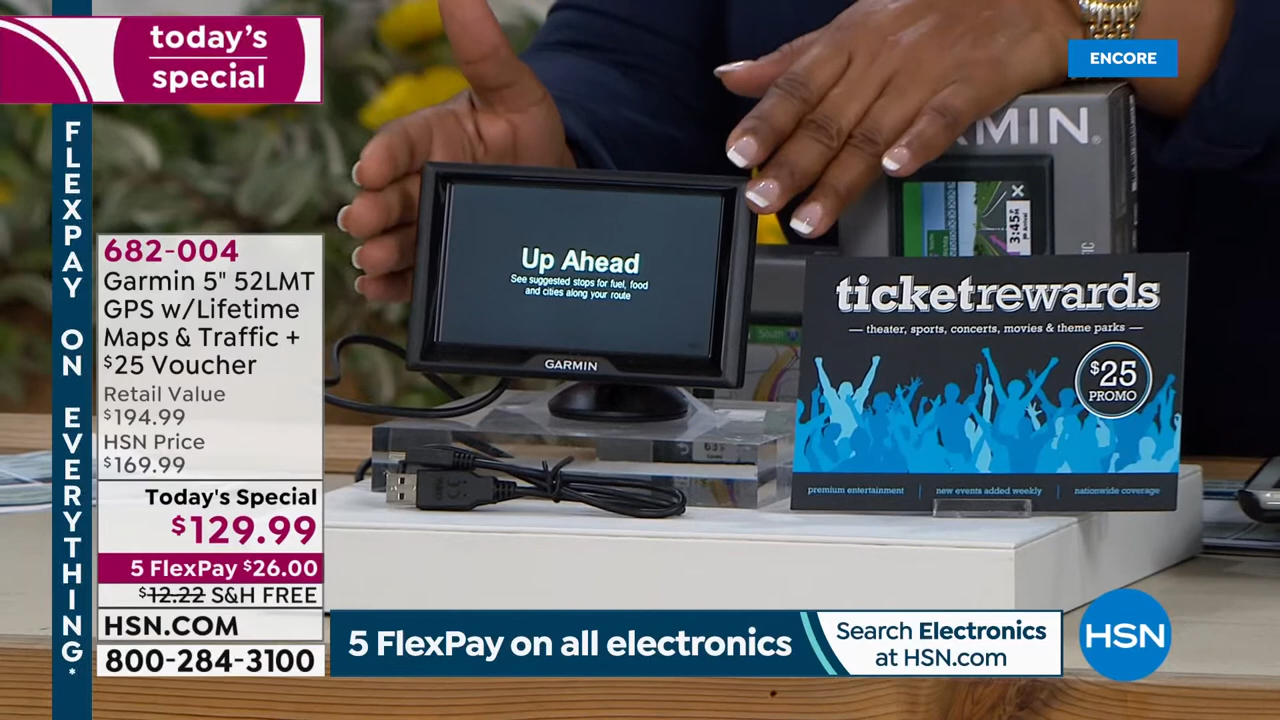 today's
special
ENCORE
FLEXPAY ON EVERYTHING*
682-004
Garmin 5" 52LMT
GPS w/Lifetime
Maps & Traffic +
$25 Voucher
Retail Value
$194.99
HSN Price
$169.99
Today's Special
$129.99
5 FlexPay $26.00
$12.22 S&H FREE
HSN.COM
800-284-3100
Up Ahead
See suggested stops for fuel, food
and cities along your route
GARMIN
RMIN®
3:45 PM
Arrival
South
ticketrewards
— theater, sports, concerts, movies & theme parks —
$25
PROMO
premium entertainment | new events added weekly | nationwide coverage
5 FlexPay on all electronics
Search Electronics
at HSN.com
HSN